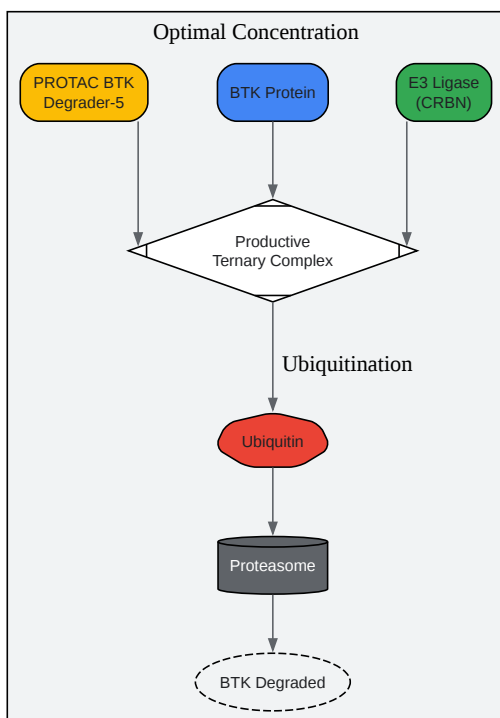 Optimal Concentration
PROTAC BTK
Degrader-5
BTK Protein
E3 Ligase
(CRBN)
Productive
Ternary Complex
Ubiquitination
Ubiquitin
Proteasome
BTK Degraded